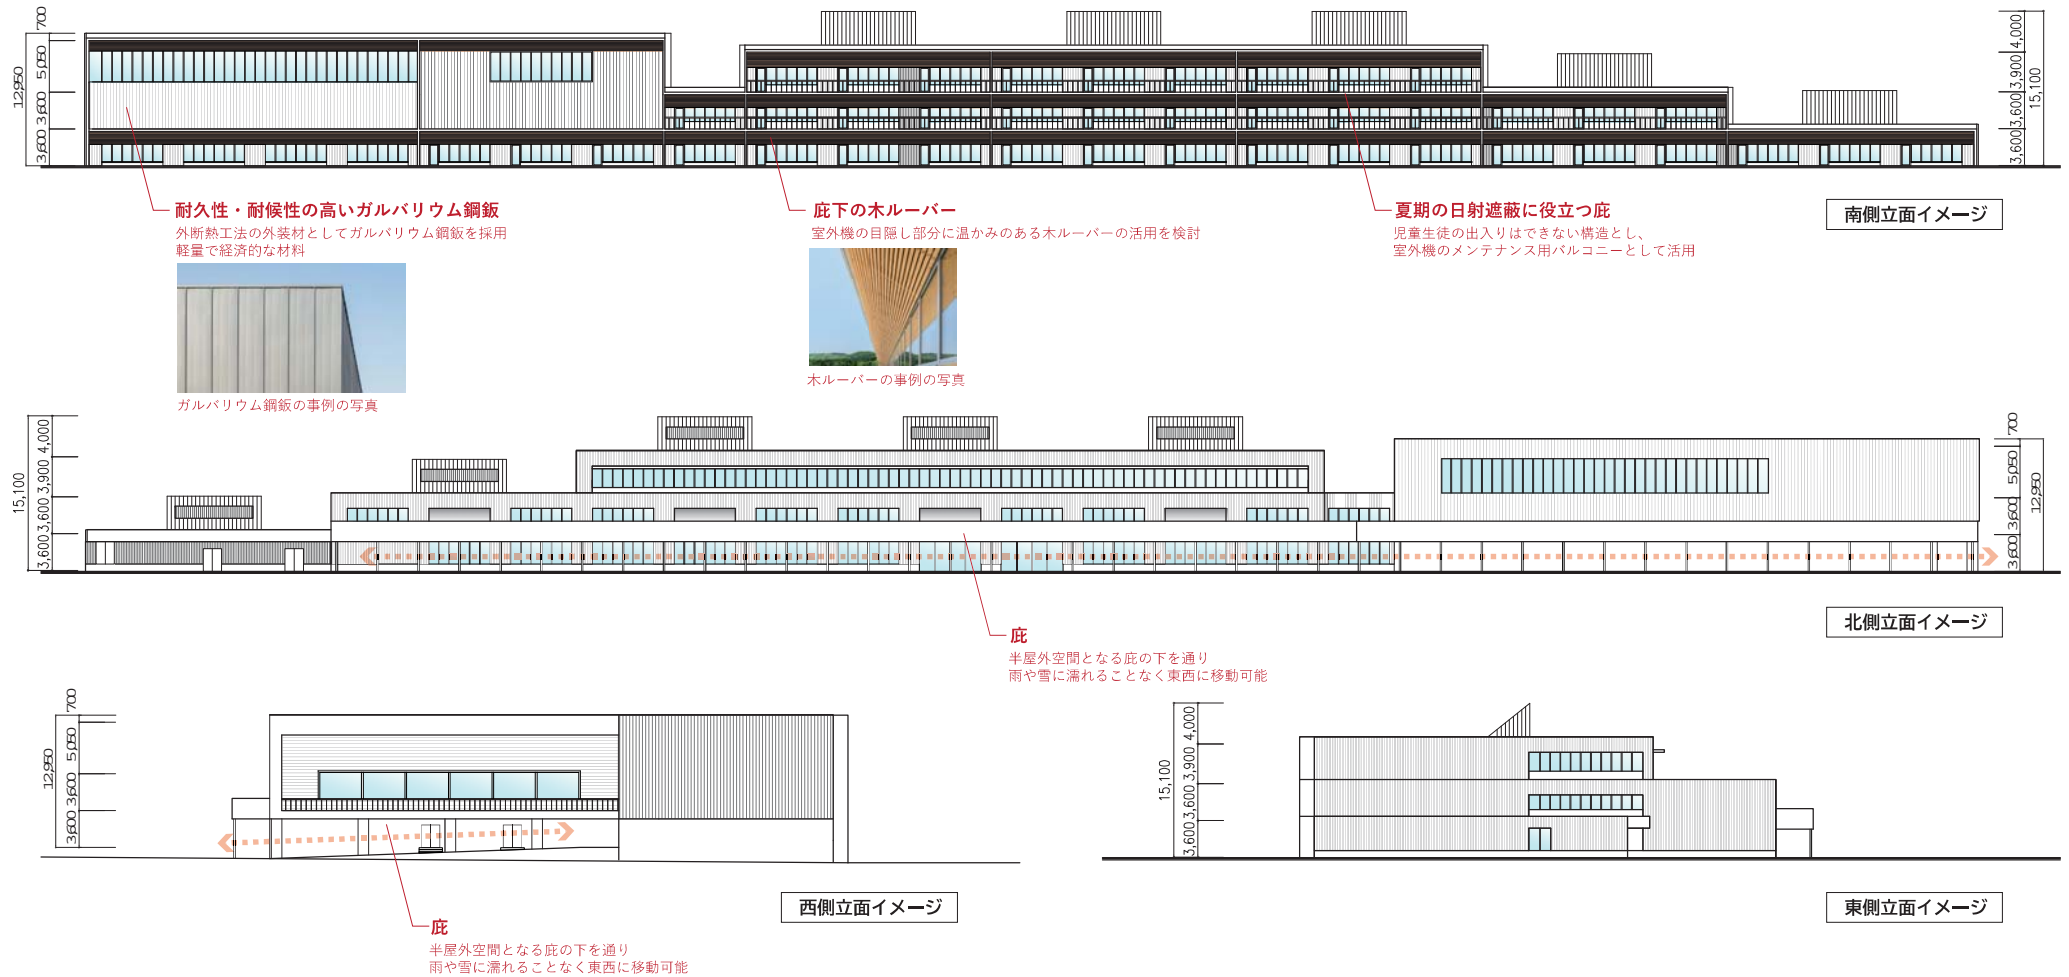 700
5,050
3,600
3,600
12,950
4,000
3,900
3,600
3,600
15,100
耐久性・耐候性の高いガルバリウム鋼鈑
外断熱工法の外装材としてガルバリウム鋼鈑を採用
軽量で経済的な材料
ガルバリウム鋼鈑の事例の写真
庇下の木ルーバー
室外機の目隠し部分に温かみのある木ルーバーの活用を検討
木ルーバーの事例の写真
夏期の日射遮蔽に役立つ庇
児童生徒の出入りはできない構造とし、
室外機のメンテナンス用バルコニーとして活用
南側立面イメージ
4,000
3,900
3,600
3,600
15,100
700
5,050
3,600
3,600
12,950
庇
半屋外空間となる庇の下を通り
雨や雪に濡れることなく東西に移動可能
北側立面イメージ
700
5,050
3,600
3,600
12,950
庇
半屋外空間となる庇の下を通り
雨や雪に濡れることなく東西に移動可能
西側立面イメージ
4,000
3,900
3,600
3,600
15,100
東側立面イメージ